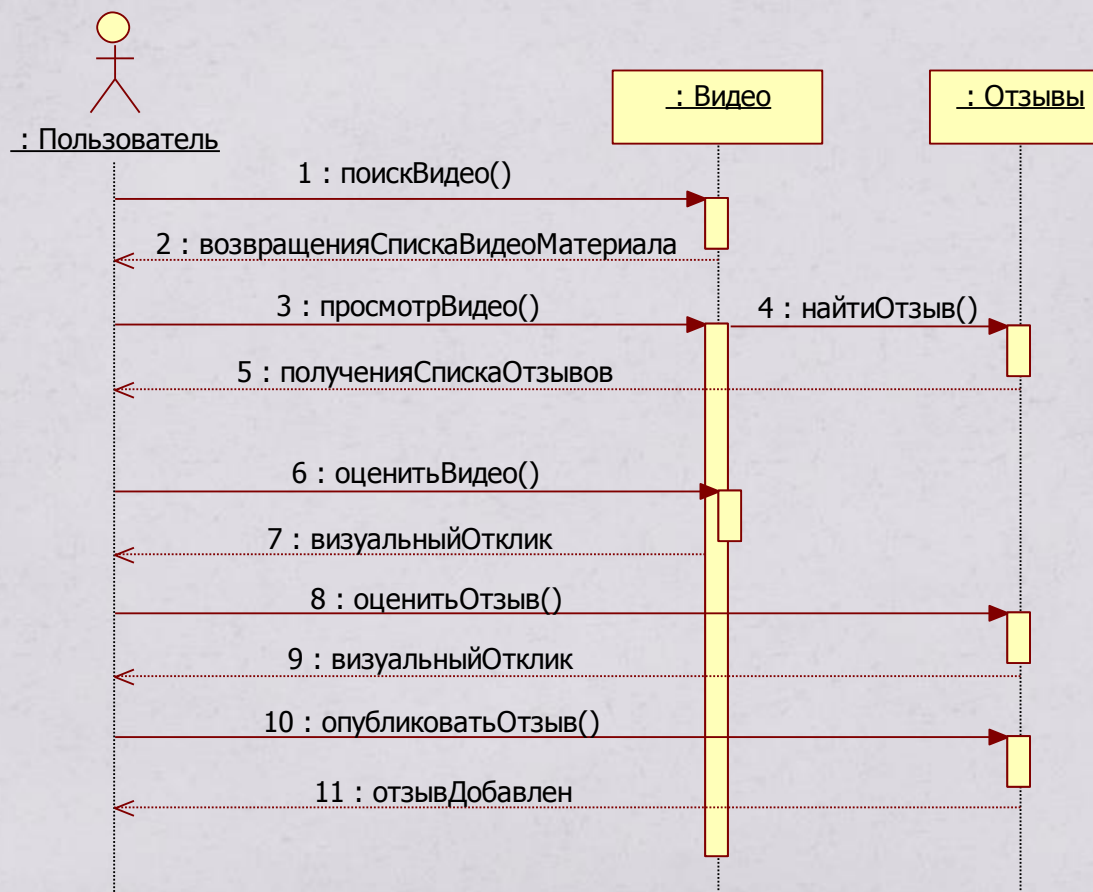 : Пользователь
: Видео
: Отзывы
1 : поискВидео()
2 : возвращенияСпискаВидеоМатериала
3 : просмотрВидео()
4 : найтиОтзыв()
5 : полученияСпискаОтзывов
6 : оценитьВидео()
7 : визуальныйОтклик
8 : оценитьОтзыв()
9 : визуальныйОтклик
10 : опубликоватьОтзыв()
11 : отзывДобавлен